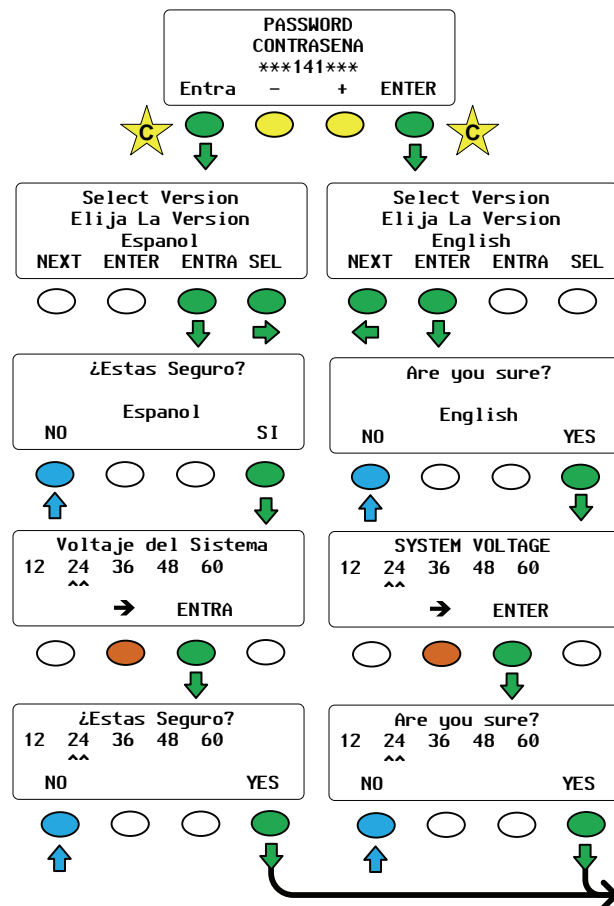 PASSWORD
CONTRASENA
***141***
Entra - + ENTER
C
C
Select Version
Elija La Version
Espanol
NEXT ENTER ENTRA SEL
Select Version
Elija La Version
English
NEXT ENTER ENTRA SEL
¿Estas Seguro?
Espanol
NO SI
Are you sure?
English
NO YES
Voltaje del Sistema
12 24 36 48 60
^^
➔ ENTRA
SYSTEM VOLTAGE
12 24 36 48 60
^^
➔ ENTER
¿Estas Seguro?
12 24 36 48 60
^^
NO YES
Are you sure?
12 24 36 48 60
^^
NO YES